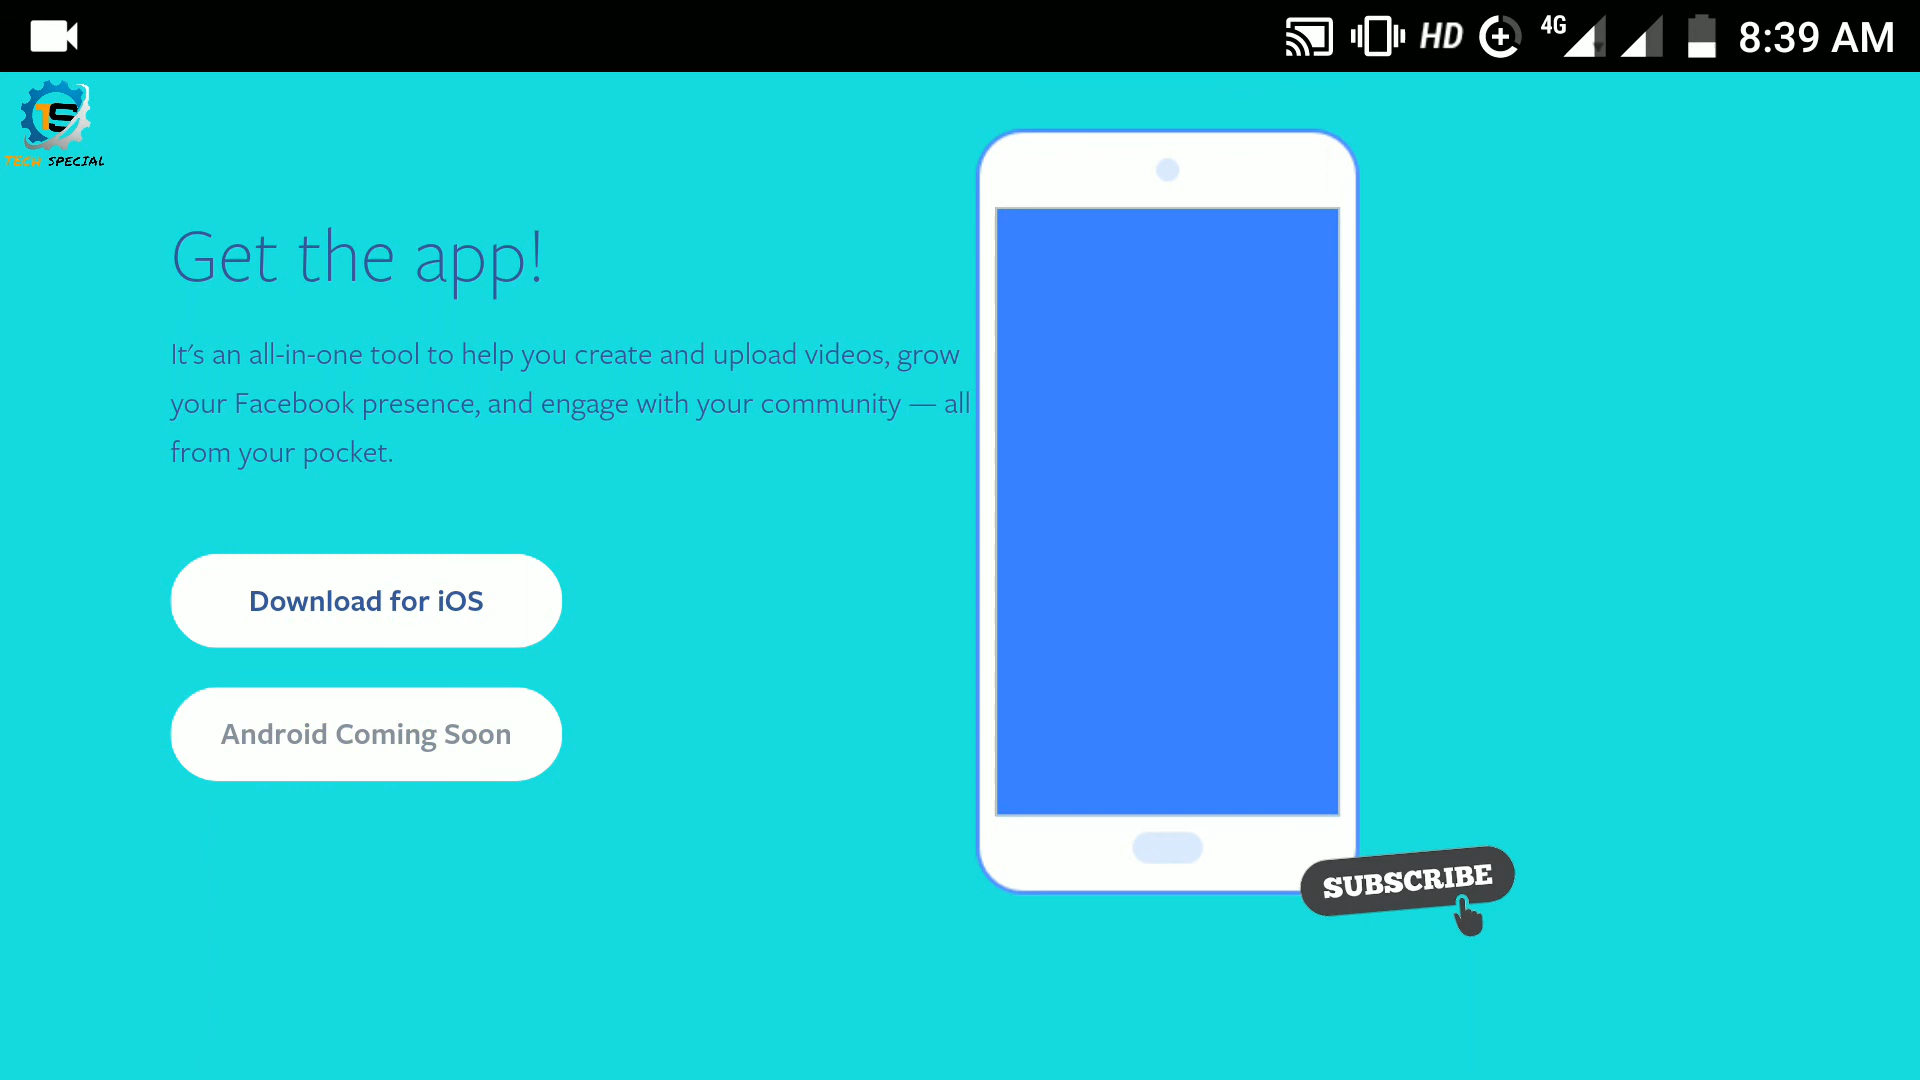 HD 4G 8:39 AM
TS
TECH SPECIAL
Get the app!
It's an all-in-one tool to help you create and upload videos, grow
your Facebook presence, and engage with your community — all
from your pocket.
Download for iOS
Android Coming Soon
SUBSCRIBE